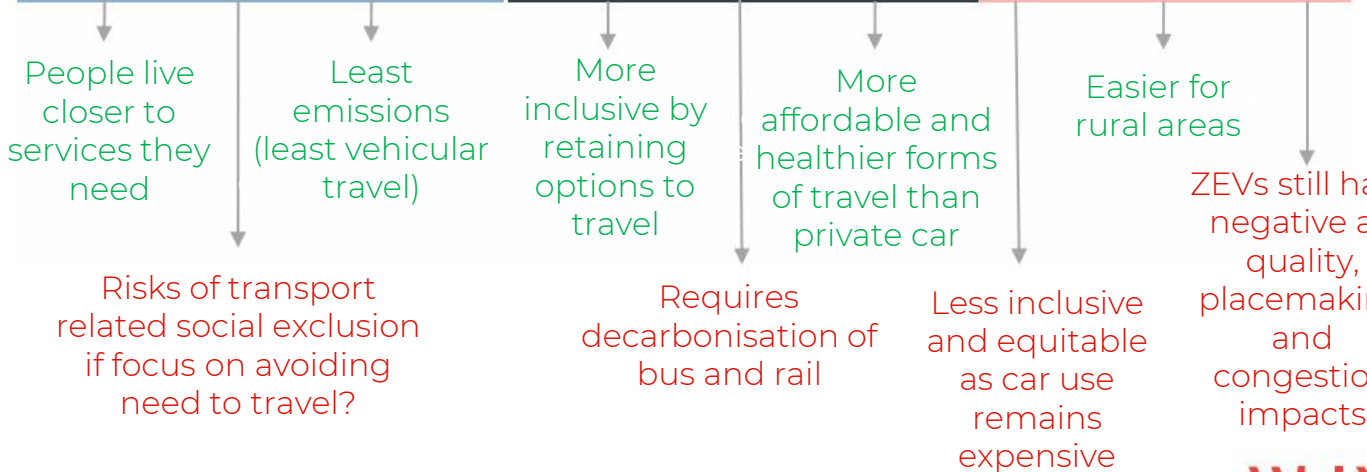 People live
closer to
services they
need
Least
emissions
(least vehicular
travel)
Risks of transport
related social exclusion
if focus on avoiding
need to travel?
More
inclusive by
retaining
options to
travel
More
affordable and
healthier forms
of travel than
private car
Requires
decarbonisation of
bus and rail
Easier for
rural areas
Less inclusive
and equitable
as car use
remains
expensive
ZEVs still
negative
quality,
and
impacts